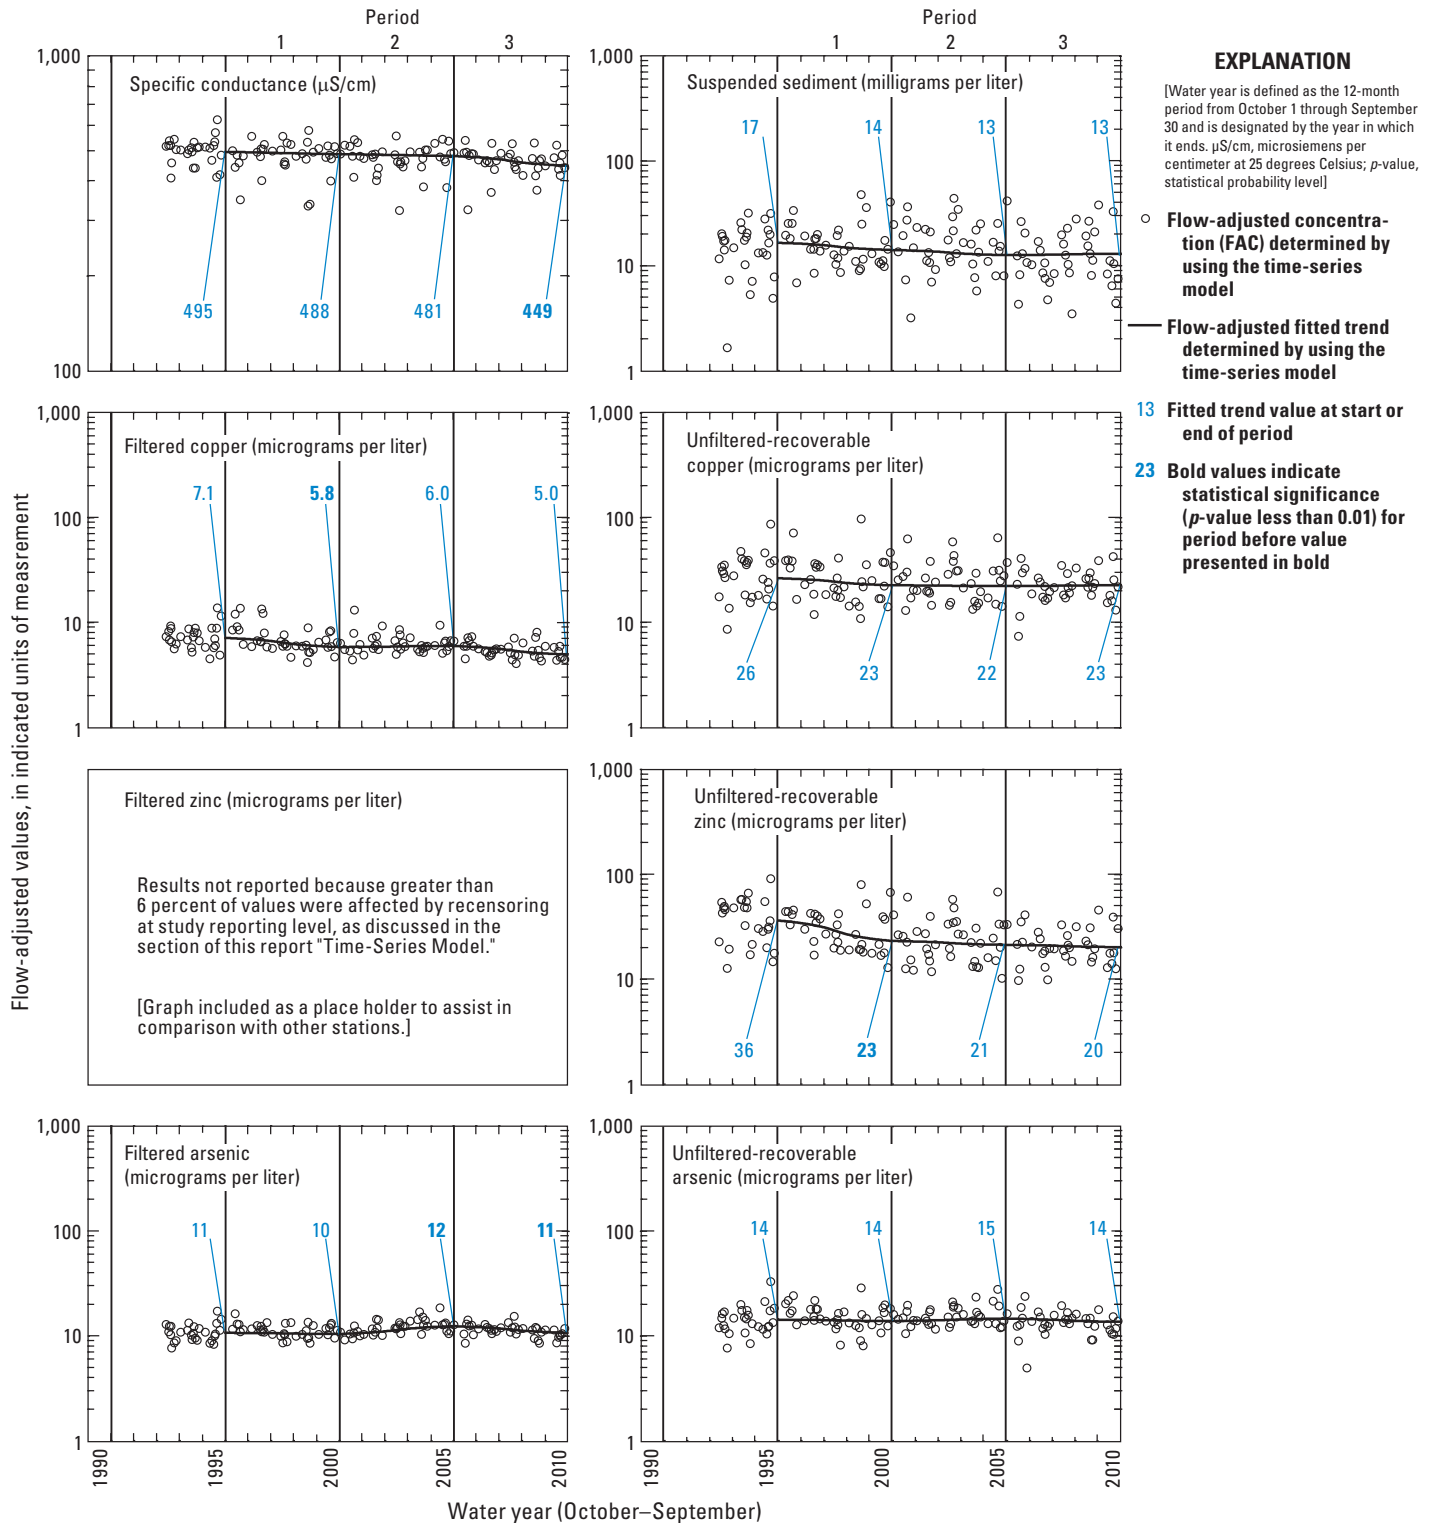 Period
1
2
3
Period
1
2
3
1,000
100
Specific conductance (µS/cm)
495
488
481
449
1,000
100
10
1
Suspended sediment (milligrams per liter)
17
14
13
13
EXPLANATION
[Water year is defined as the 12-month
period from October 1 through September
30 and is designated by the year in which
it ends. µS/cm, microsiemens per
centimeter at 25 degrees Celsius; p-value,
statistical probability level]
Flow-adjusted concentra-
tion (FAC) determined by
using the time-series
model
Flow-adjusted fitted trend
determined by using the
time-series model
13 Fitted trend value at start or
end of period
23 Bold values indicate
statistical significance
(p-value less than 0.01) for
period before value
presented in bold
Flow-adjusted values, in indicated units of measrement
1,000
100
10
1
Filtered copper (micrograms per liter)
7.1
5.8
6.0
5.0
1,000
100
10
1
Unfiltered-recoverable
copper (micrograms per liter)
26
23
22
23
Filtered zinc (micrograms per liter)
Results not reported because greater than
6 percent of values were affected by recensoring
at study reporting level, as discussed in the
section of this report "Time-Series Model."
[Graph included as a place holder to assist in
comparison with other stations.]
1,000
100
10
1
Unfiltered-recoverable
zinc (micrograms per liter)
36
23
21
20
1,000
100
10
1
Filtered arsenic
(micrograms per liter)
11
10
12
11
1990
1995
2000
2005
2010
1,000
100
10
1
Unfiltered-recoverable
arsenic (micrograms per liter)
14
14
15
14
1990
1995
2000
2005
2010
Water year (October–September)